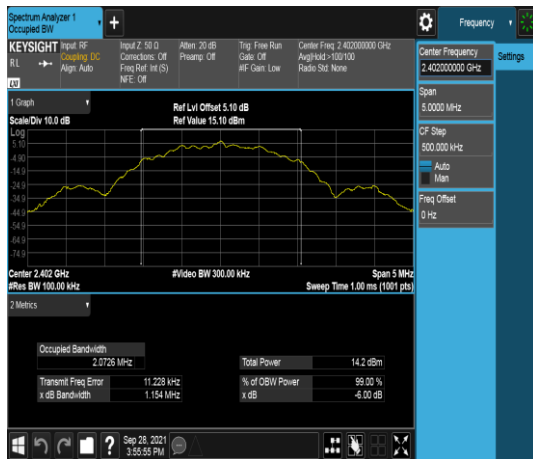 Spectrum Analyzer 1
Occupied BW
+
Frequency
KEYSIGHT
Input: RF
Input Z: 50 Ω
Atten: 20 dB
Trig: Free Run
Center Freq: 2.402000000 GHz
RL
Coupling: DC
Corrections: Off
Preamp: Off
Gate: Off
Avg|Hold:>100/100
Align: Auto
Freq Ref: Int (S)
#IF Gain: Low
Radio Std: None
LXI
NFE: Off
Center Frequency
2.402000000 GHz
Settings
Span
5.0000 MHz
CF Step
500.000 kHz
Auto
Man
Freq Offset
0 Hz
1 Graph
Ref Lvl Offset 5.10 dB
Scale/Div 10.0 dB
Ref Value 15.10 dBm
Log
5.10
-4.90
-14.9
-24.9
-34.9
-44.9
-54.9
-64.9
-74.9
Center 2.402 GHz
#Video BW 300.00 kHz
Span 5 MHz
#Res BW 100.00 kHz
Sweep Time 1.00 ms (1001 pts)
2 Metrics
Occupied Bandwidth
2.0726 MHz
Total Power
14.2 dBm
Transmit Freq Error
11.228 kHz
% of OBW Power
99.00 %
x dB Bandwidth
1.154 MHz
x dB
-6.00 dB
?
Sep 28, 2021
3:55:55 PM